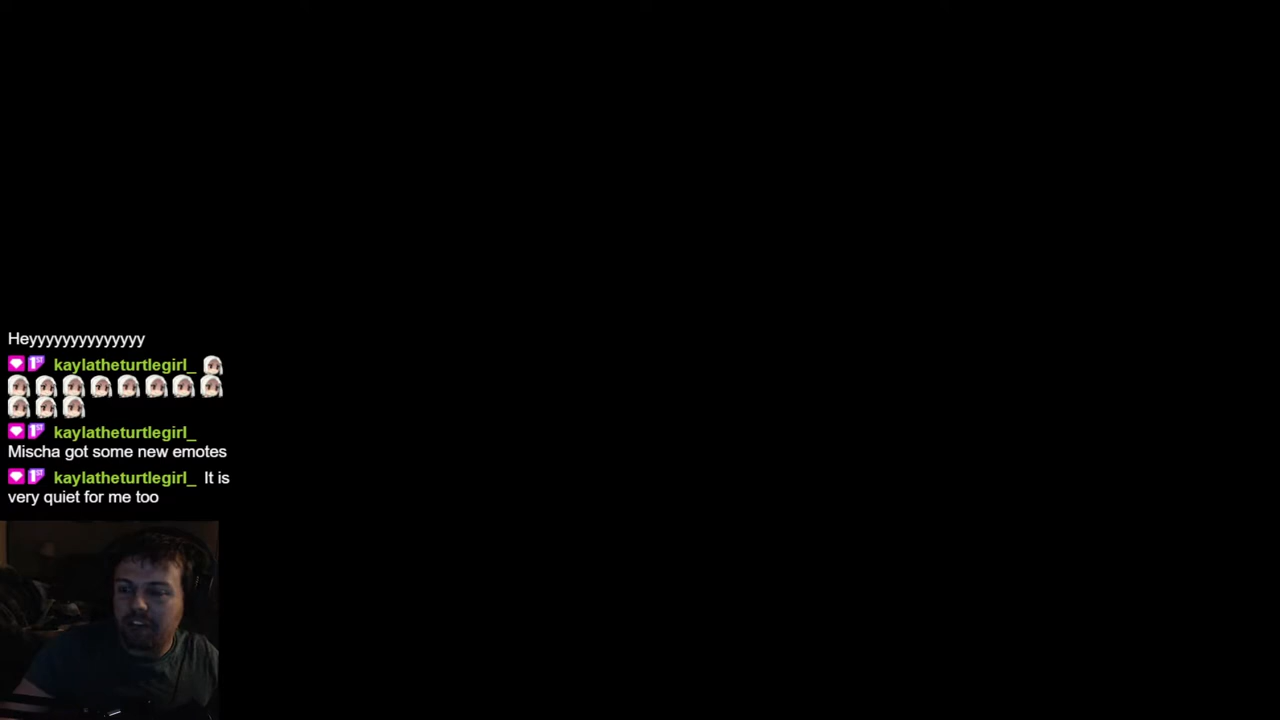 Heyyyyyyyyyyyyyy
kaylatheturtlegirl_
kaylatheturtlegirl_
Mischa got some new emotes
kaylatheturtlegirl_ It is
very quiet for me too